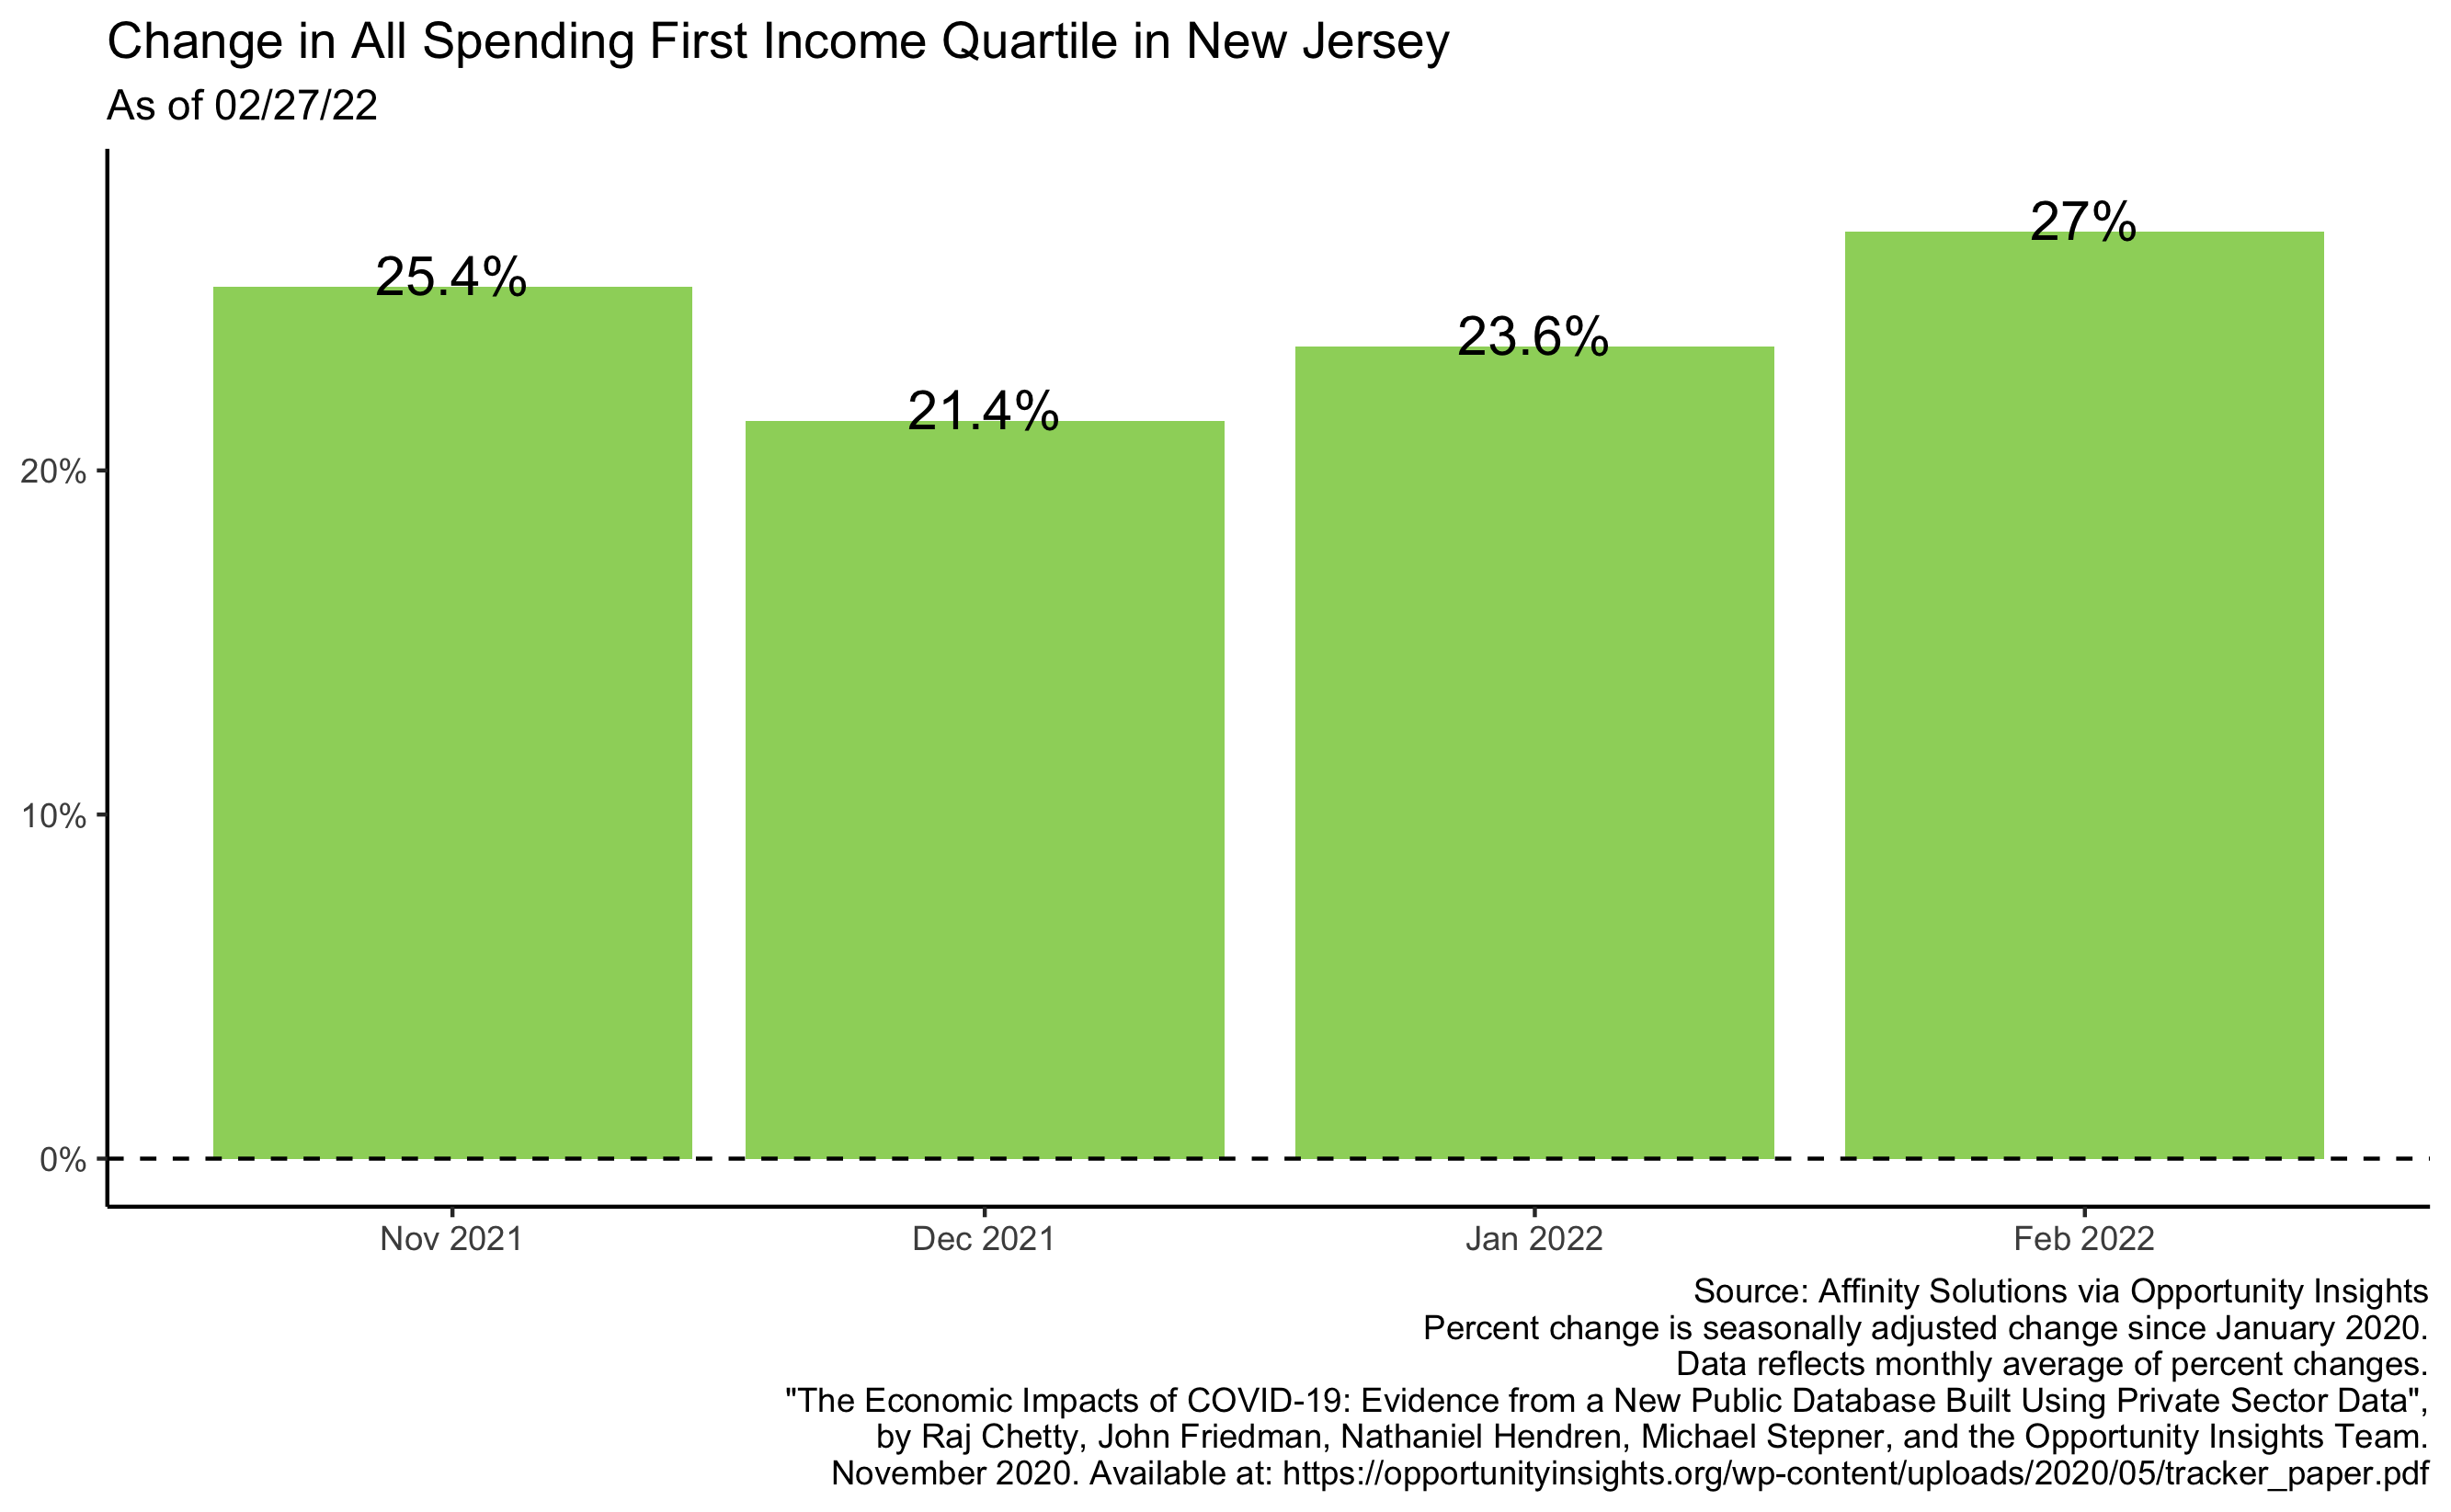 Change in All Spending First Income Quartile in New Jersey
As of 02/27/22
27%
25.4%
23.6%
21.4%
20%
10%
0%
Nov 2021 Dec 2021 Jan 2022 Feb 2022
Source: Affinity Solutions via Opportunity Insights
Percent change is seasonally adjusted change since January 2020.
Data reflects monthly average of percent changes.
"The Economic Impacts of COVID-19: Evidence from a New Public Database Built Using Private Sector Data",
by Raj Chetty, John Friedman, Nathaniel Hendren, Michael Stepner, and the Opportunity Insights Team.
November 2020. Available at: https://opportunityinsights.org/wp-content/uploads/2020/05/tracker_paper.pdf